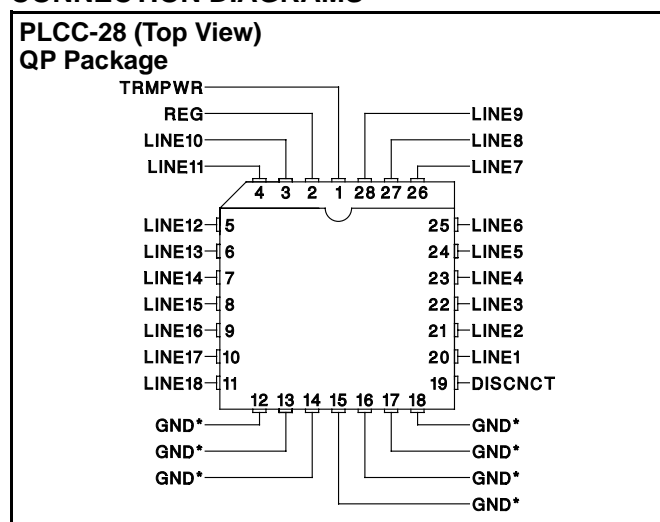 CONNECTION DIAGRAMS
PLCC-28 (Top View)
QP Package
TRMPWR
REG
LINE10
LINE11
LINE9
LINE8
LINE7
4 3 2 1 28 27 26
LINE12 5
LINE13 6
LINE14 7
LINE15 8
LINE16 9
LINE17 10
LINE18 11
25 LINE6
24 LINE5
23 LINE4
22 LINE3
21 LINE2
20 LINE1
19 DISCNCT
12 13 14 15 16 17 18
GND*
GND*
GND*
GND*
GND*
GND*
GND*